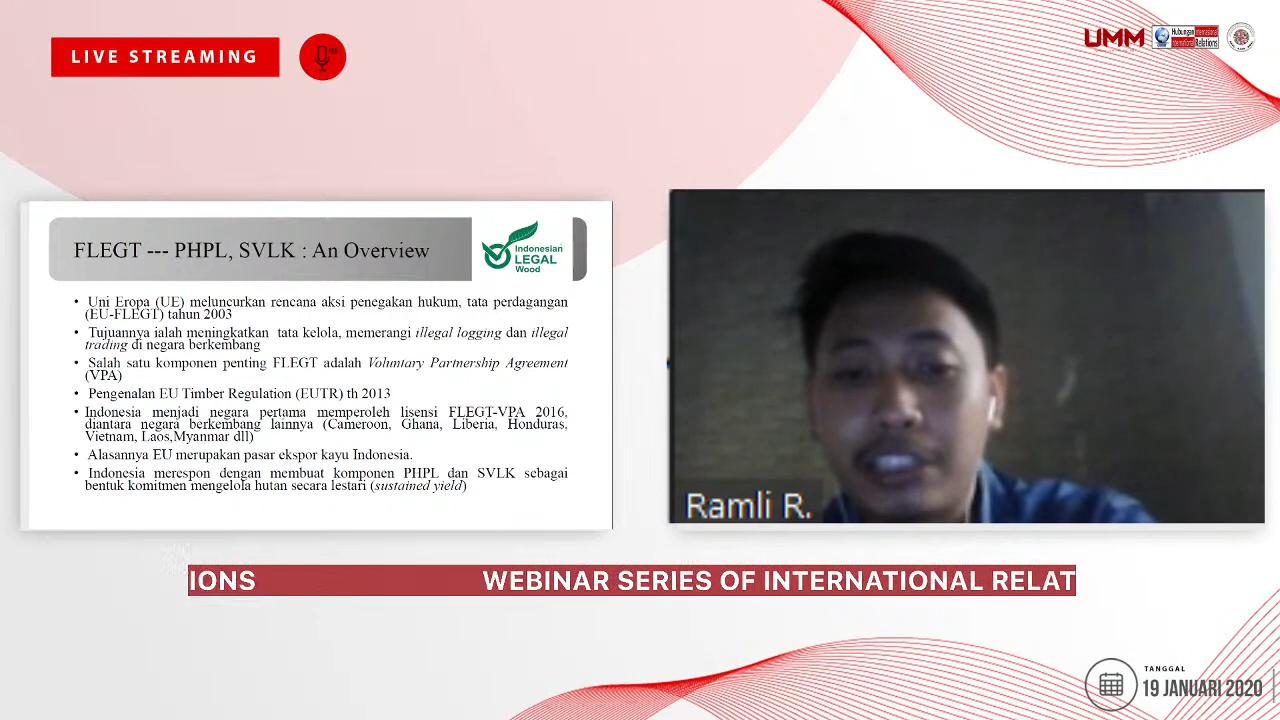 LIVE STREAMING
UMM
Hubungan Internasional
International Relations
FLEGT --- PHPL, SVLK : An Overview
Indonesian
LEGAL
Wood
• Uni Eropa (UE) meluncurkan rencana aksi penegakan hukum, tata perdagangan
(EU-FLEGT) tahun 2003
• Tujuannya ialah meningkatkan tata kelola, memerangi illegal logging dan illegal
trading di negara berkembang
• Salah satu komponen penting FLEGT adalah Voluntary Partnership Agreement
(VPA)
• Pengenalan EU Timber Regulation (EUTR) th 2013
• Indonesia menjadi negara pertama memperoleh lisensi FLEGT-VPA 2016,
diantara negara berkembang lainnya (Cameroon, Ghana, Liberia, Honduras,
Vietnam, Laos,Myanmar dll)
• Alasannya EU merupakan pasar ekspor kayu Indonesia.
• Indonesia merespon dengan membuat komponen PHPL dan SVLK sebagai
bentuk komitmen mengelola hutan secara lestari (sustained yield)
Ramli R.
IONS WEBINAR SERIES OF INTERNATIONAL RELAT
TANGGAL
19 JANUARI 2020